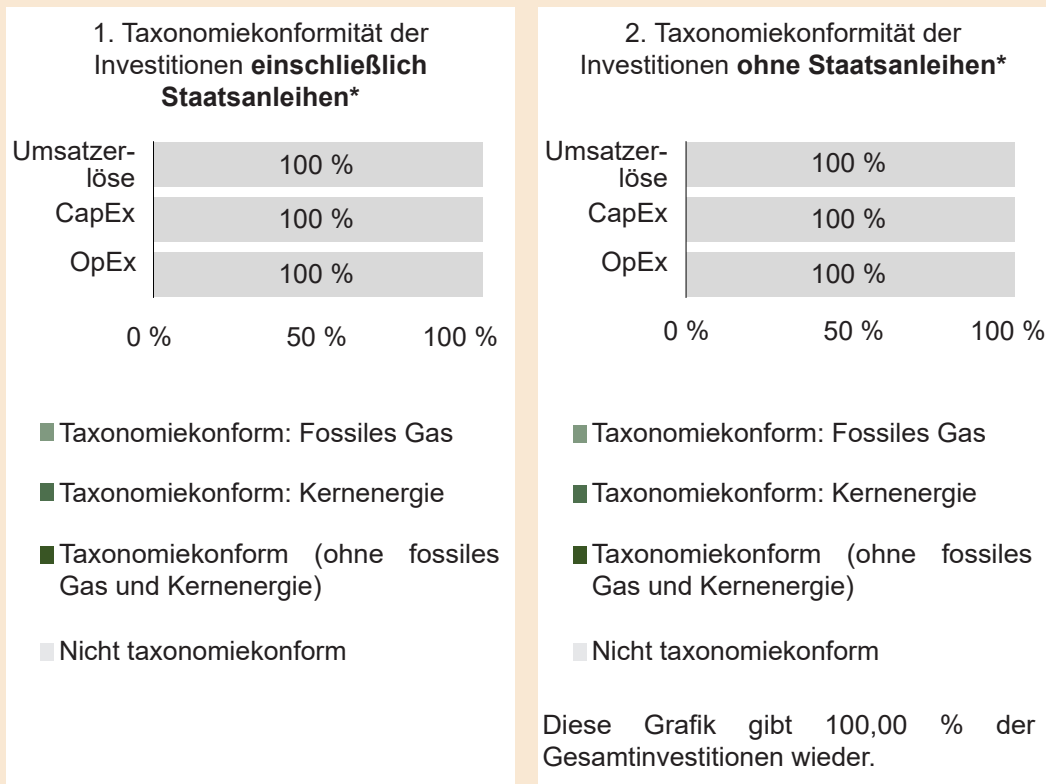 1. Taxonomiekonformität der
Investitionen einschließlich
Staatsanleihen*
Umsatzer-
löse
100 %
CapEx
100 %
OpEx
100 %
0 % 50 % 100 %
Taxonomiekonform: Fossiles Gas
Taxonomiekonform: Kernenergie
Taxonomiekonform (ohne fossiles
Gas und Kernenergie)
Nicht taxonomiekonform
2. Taxonomiekonformität der
Investitionen ohne Staatsanleihen*
Umsatzer-
löse
100 %
CapEx
100 %
OpEx
100 %
0 % 50 % 100 %
Taxonomiekonform: Fossiles Gas
Taxonomiekonform: Kernenergie
Taxonomiekonform (ohne fossiles
Gas und Kernenergie)
Nicht taxonomiekonform
Diese Grafik gibt 100,00 % der
Gesamtinvestitionen wieder.